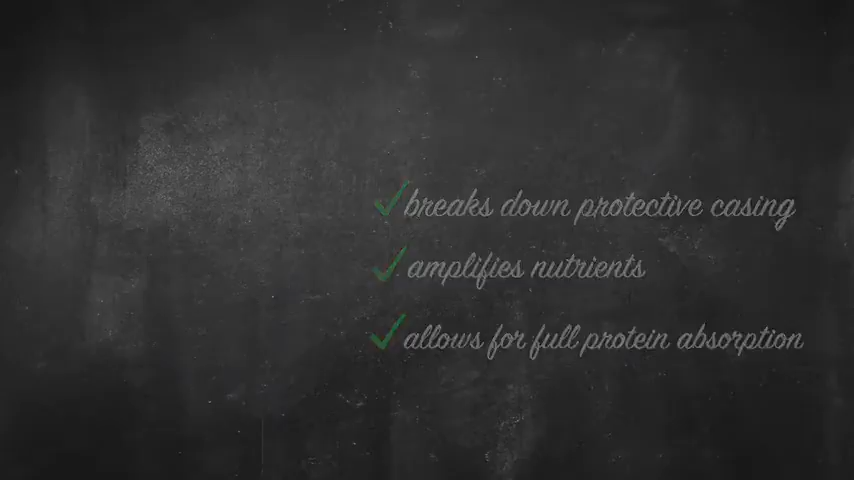 breaks down protective casing
amplifies nutrients
allows for full protein absorption